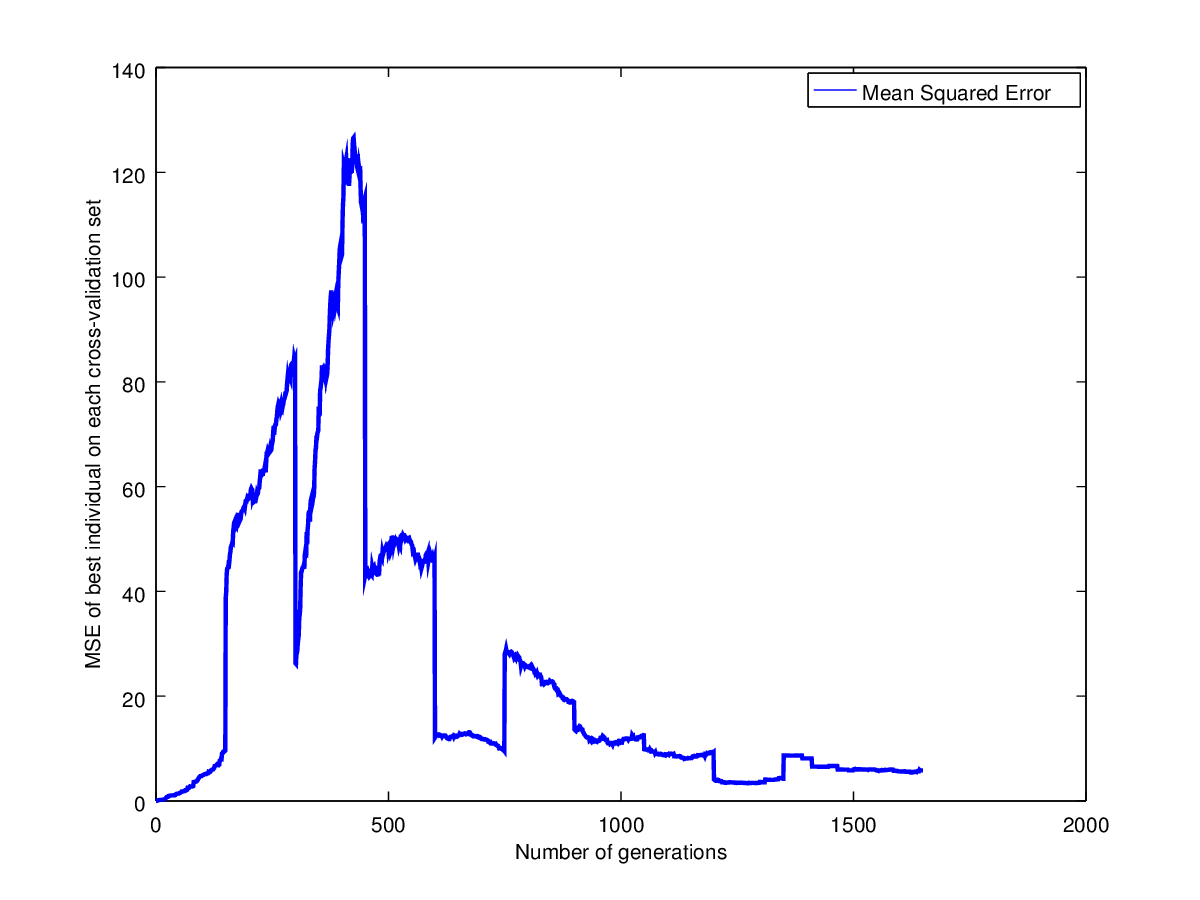 140
Mean Squared Error
120
100
80
60
40
20
0
MSE of best individual on each cross-validation set
0 500 1000 1500 2000
Number of generations